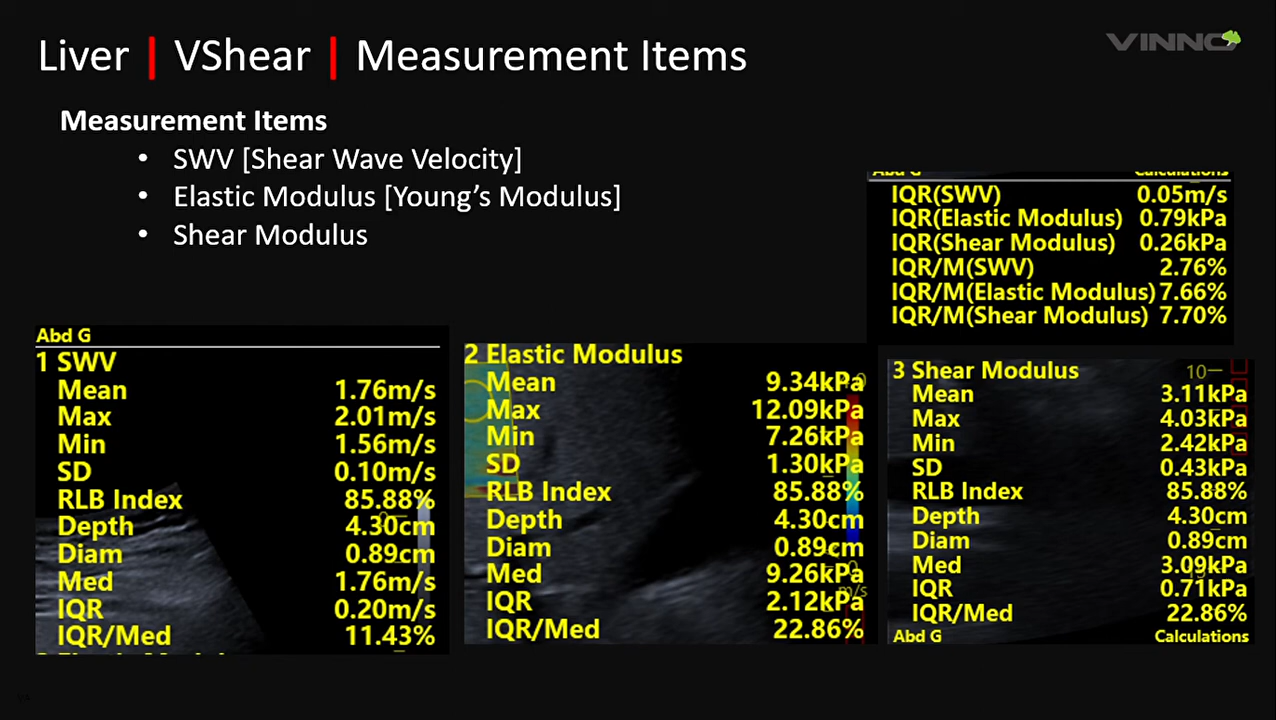 Liver | VShear | Measurement Items
VINNO
Measurement Items
• SWV [Shear Wave Velocity]
• Elastic Modulus [Young’s Modulus]
• Shear Modulus
Abd G Calculations
IQR(SWV) 0.05m/s
IQR(Elastic Modulus) 0.79kPa
IQR(Shear Modulus) 0.26kPa
IQR/M(SWV) 2.76%
IQR/M(Elastic Modulus) 7.66%
IQR/M(Shear Modulus) 7.70%
Abd G
1 SWV
Mean 1.76m/s
Max 2.01m/s
Min 1.56m/s
SD 0.10m/s
RLB Index 85.88%
Depth 4.30cm
Diam 0.89cm
Med 1.76m/s
IQR 0.20m/s
IQR/Med 11.43%
2 Elastic Modulus
Mean 9.34kPa
Max 12.09kPa
Min 7.26kPa
SD 1.30kPa
RLB Index 85.88%
Depth 4.30cm
Diam 0.89cm
Med 9.26kPa
m/s
IQR 2.12kPa
IQR/Med 22.86%
3 Shear Modulus
10
Mean 3.11kPa
Max 4.03kPa
Min 2.42kPa
SD 0.43kPa
RLB Index 85.88%
Depth 4.30cm
Diam 0.89cm
Med 3.09kPa
IQR 0.71kPa
IQR/Med 22.86%
Abd G Calculations